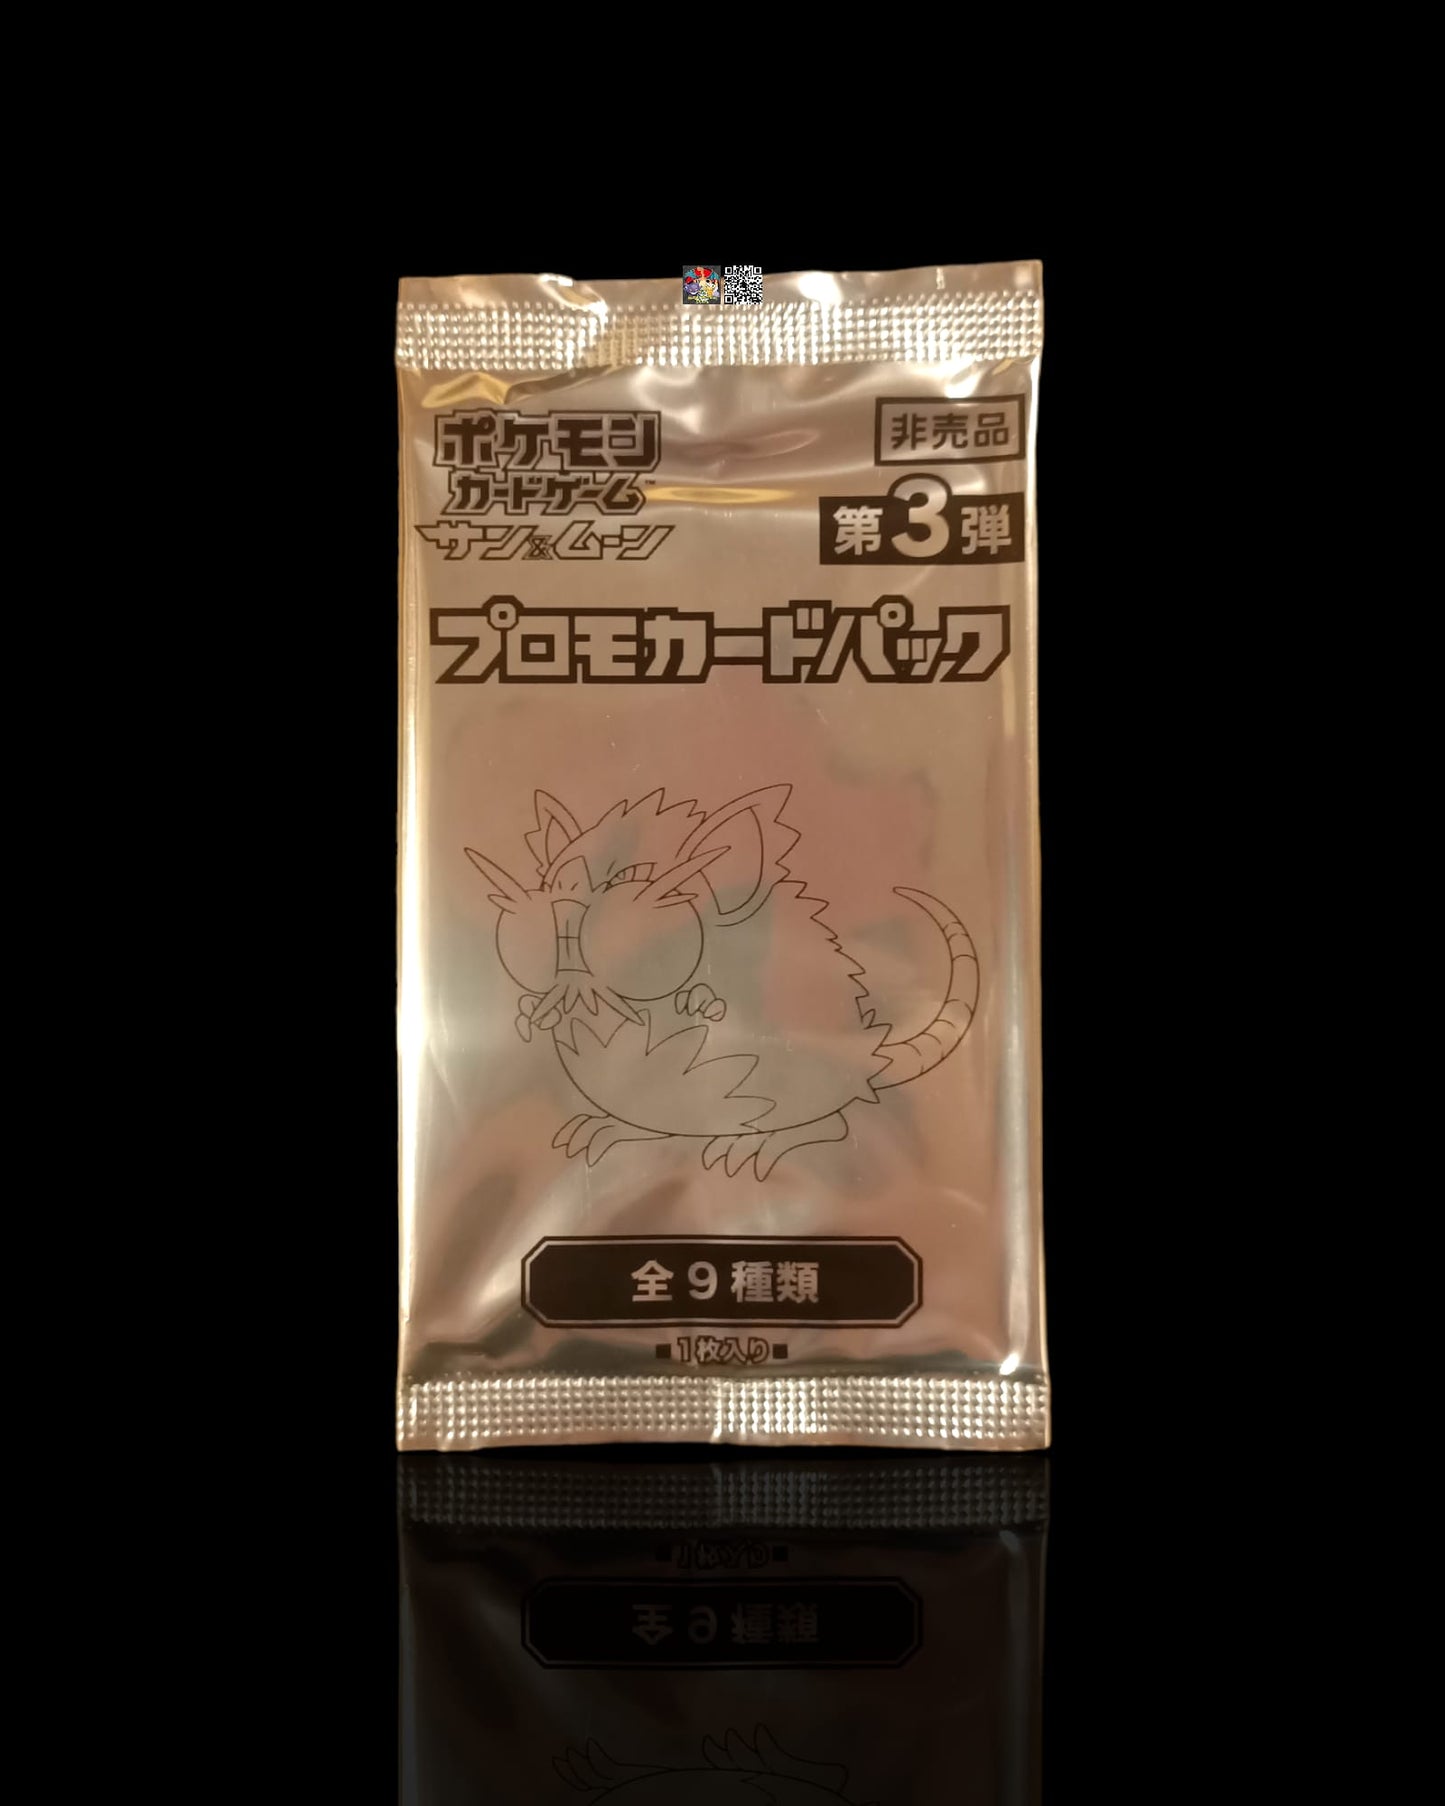 ポケモン
カードゲーム™
サン&ムーン
非売品
第3弾
プロモカードパック
全9種類
■1枚入り■